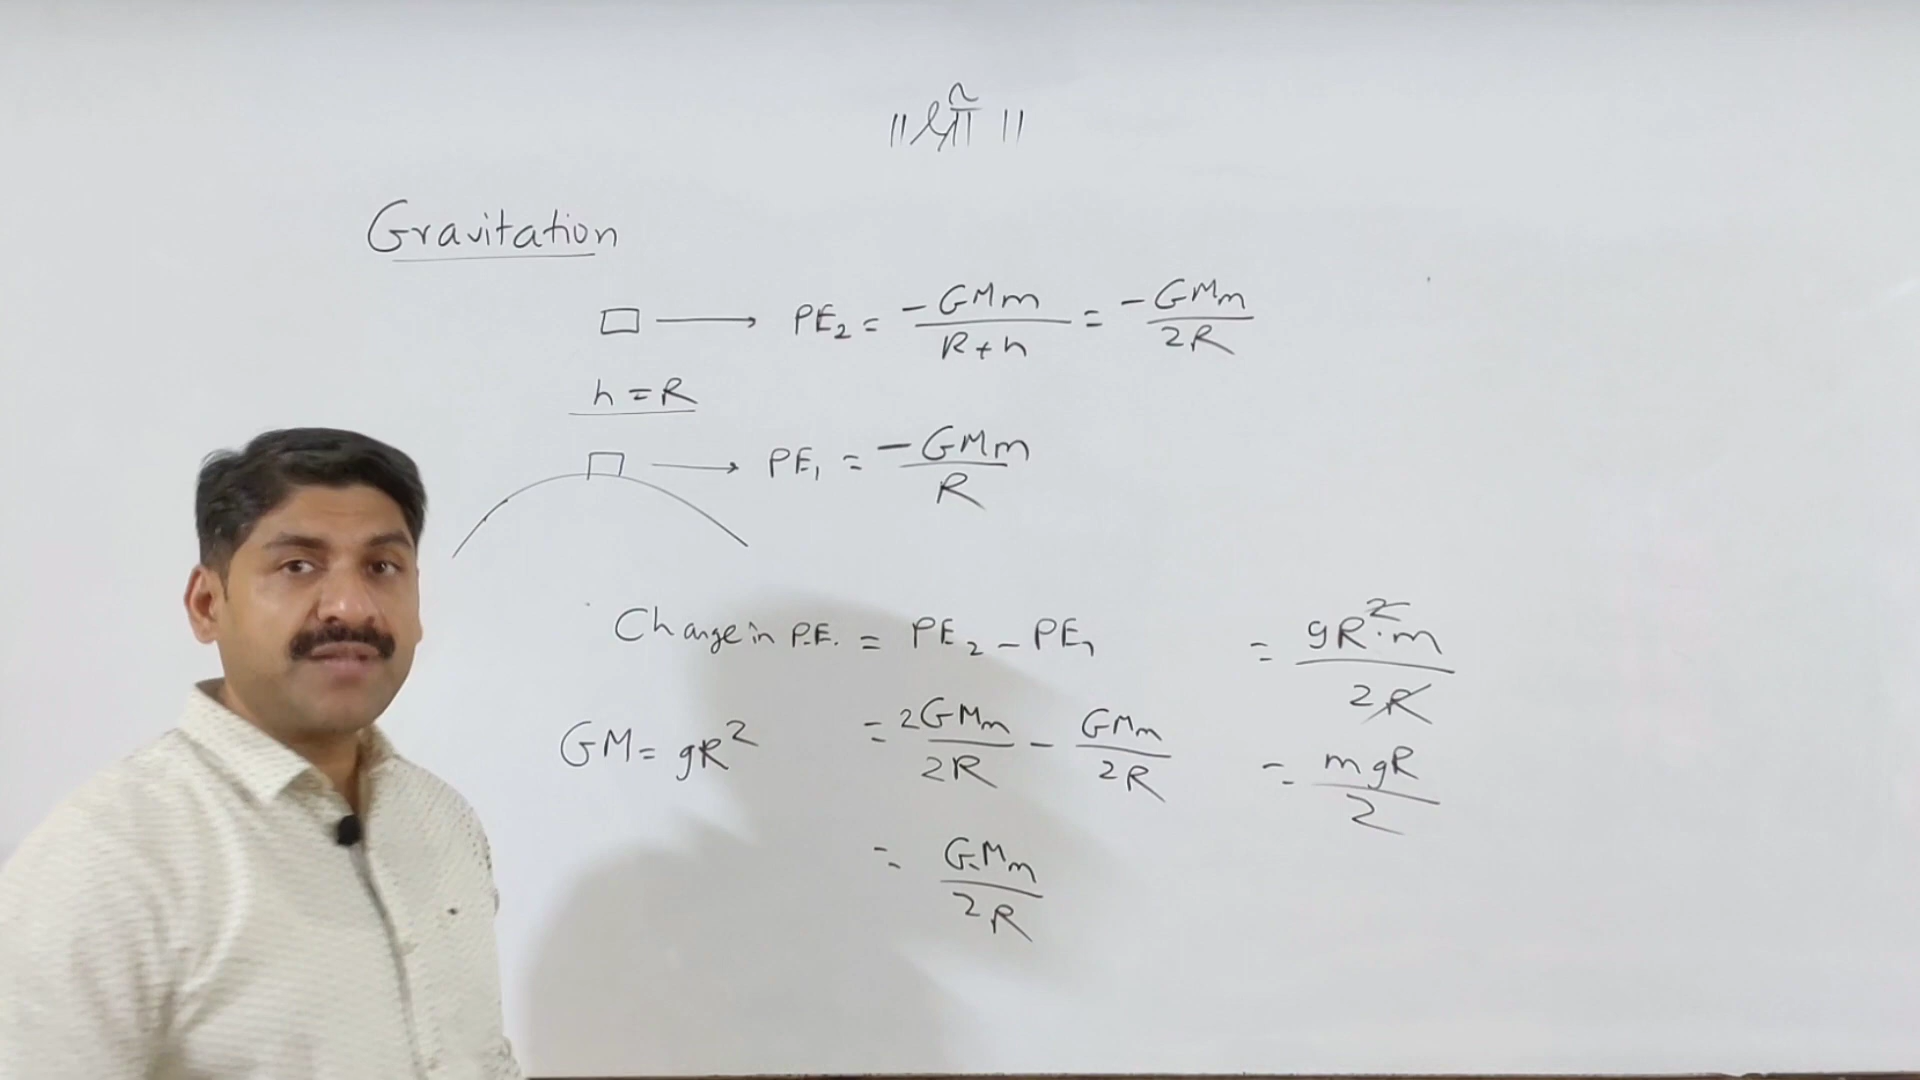 ॥ श्री ॥
Gravitation
PE₂ = -GMm/(R+h) = -GMm/2R
h = R
PE₁ = -GMm/R
Change in P.E. = PE₂ - PE₁
GM = gR²
= 2GMm/2R - GMm/2R
= GMm/2R
= gR²·m/2R
= mgR/2